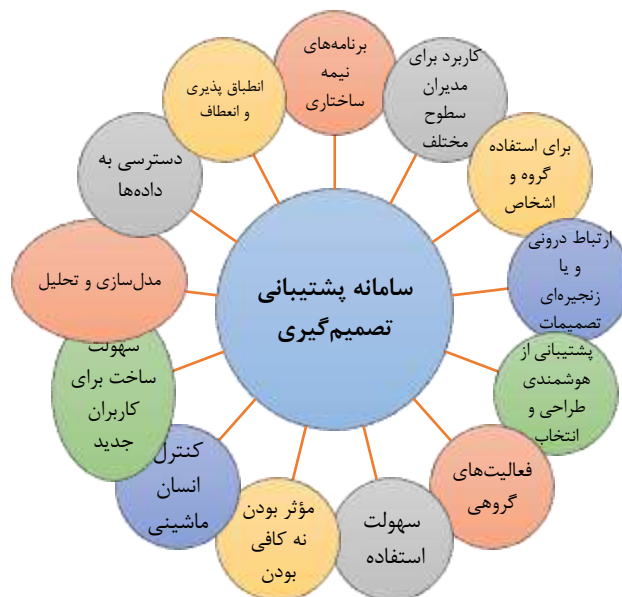 سامانه پشتیبانی
تصمیم‌گیری
برنامه‌های
نیمه
ساختاری
کاربرد برای
مدیران
سطوح
مختلف
برای استفاده
گروه و
اشخاص
ارتباط درونی
و یا
زنجیره‌ای
تصمیمات
پشتیبانی از
هوشمندی
طراحی و
انتخاب
فعالیت‌های
گروهی
سهولت
استفاده
مؤثر بودن
نه کافی
بودن
کنترل
انسان
ماشینی
سهولت
ساخت برای
کاربران
جدید
مدل‌سازی و تحلیل
دسترسی به
داده‌ها
انطباق پذیری
و انعطاف